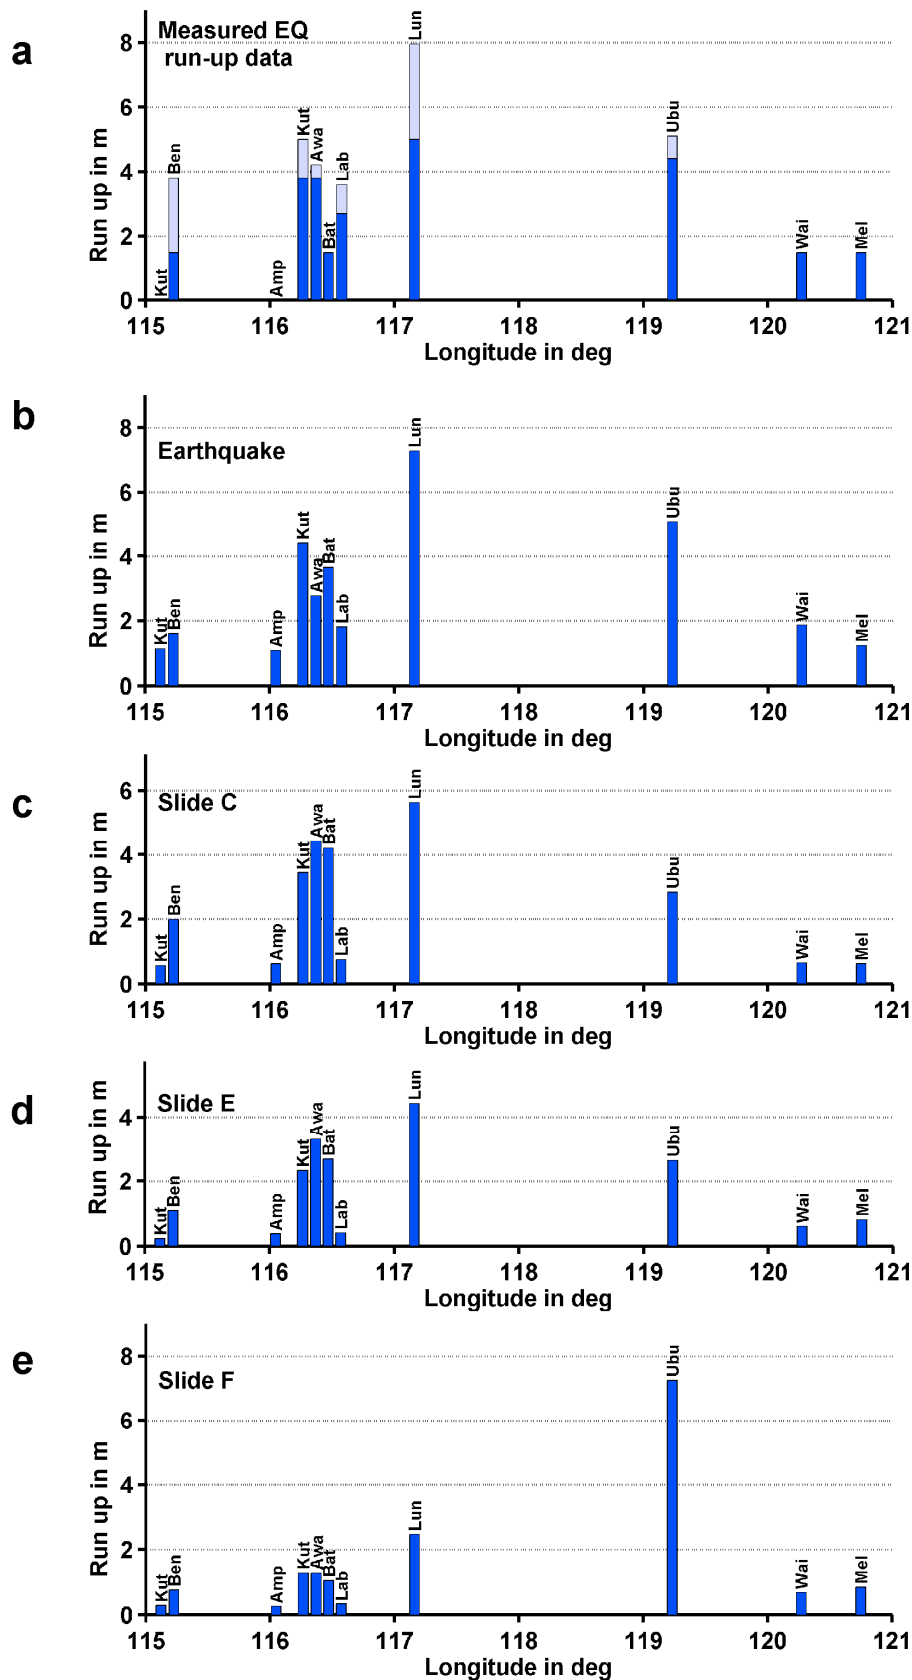 a
Measured EQ
run-up data
Run up in m
8
6
4
2
0
Kut
Ben
Amp
Kut
Awa
Bat
Lab
Lun
Ubu
Wai
Mel
115 116 117 118 119 120 121
Longitude in deg
b
Earthquake
Run up in m
8
6
4
2
0
Kut
Ben
Amp
Kut
Awa
Bat
Lab
Lun
Ubu
Wai
Mel
115 116 117 118 119 120 121
Longitude in deg
c
Slide C
Run up in m
6
4
2
0
Kut
Ben
Amp
Kut
Awa
Bat
Lab
Lun
Ubu
Wai
Mel
115 116 117 118 119 120 121
Longitude in deg
d
Slide E
Run up in m
4
2
0
Kut
Ben
Amp
Kut
Awa
Bat
Lab
Lun
Ubu
Wai
Mel
115 116 117 118 119 120 121
Longitude in deg
e
Slide F
Run up in m
8
6
4
2
0
Kut
Ben
Amp
Kut
Awa
Bat
Lab
Lun
Ubu
Wai
Mel
115 116 117 118 119 120 121
Longitude in deg